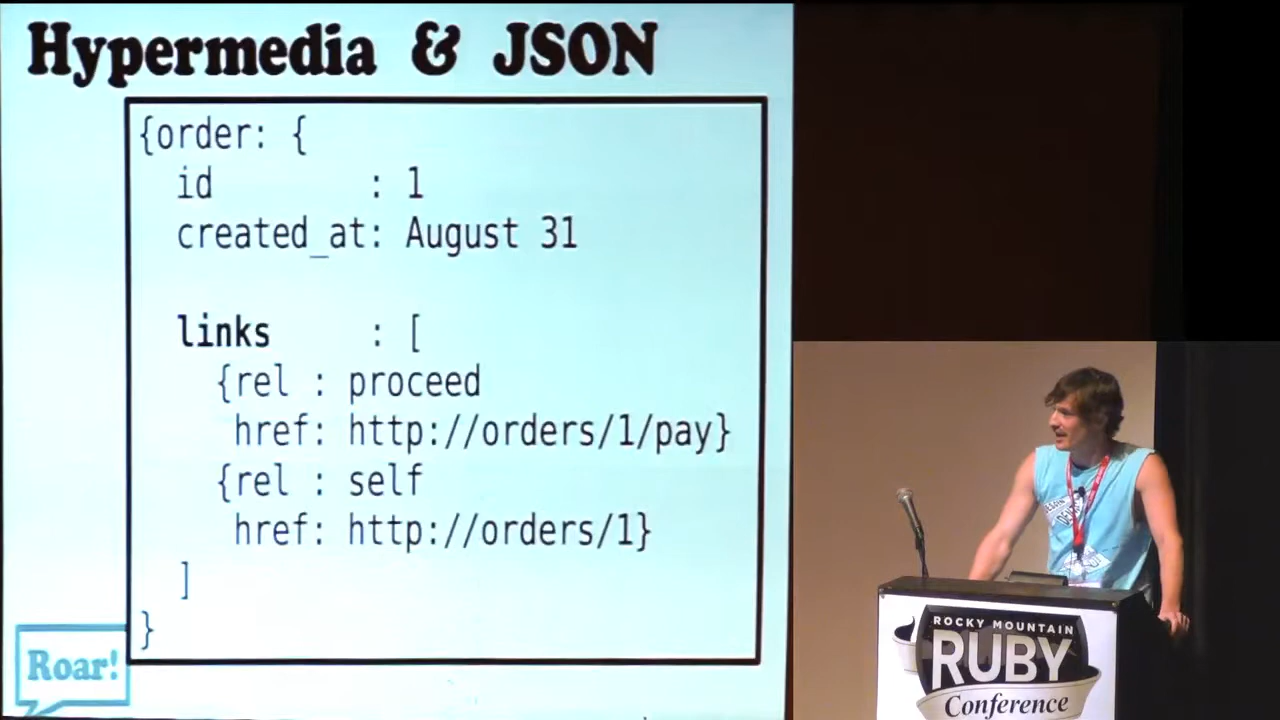 Hypermedia & JSON
{order: {
id : 1
created_at: August 31
links : [
{rel : proceed
href: http://orders/1/pay}
{rel : self
href: http://orders/1}
]
}
Roar!
ROCKY MOUNTAIN
RUBY
Conference